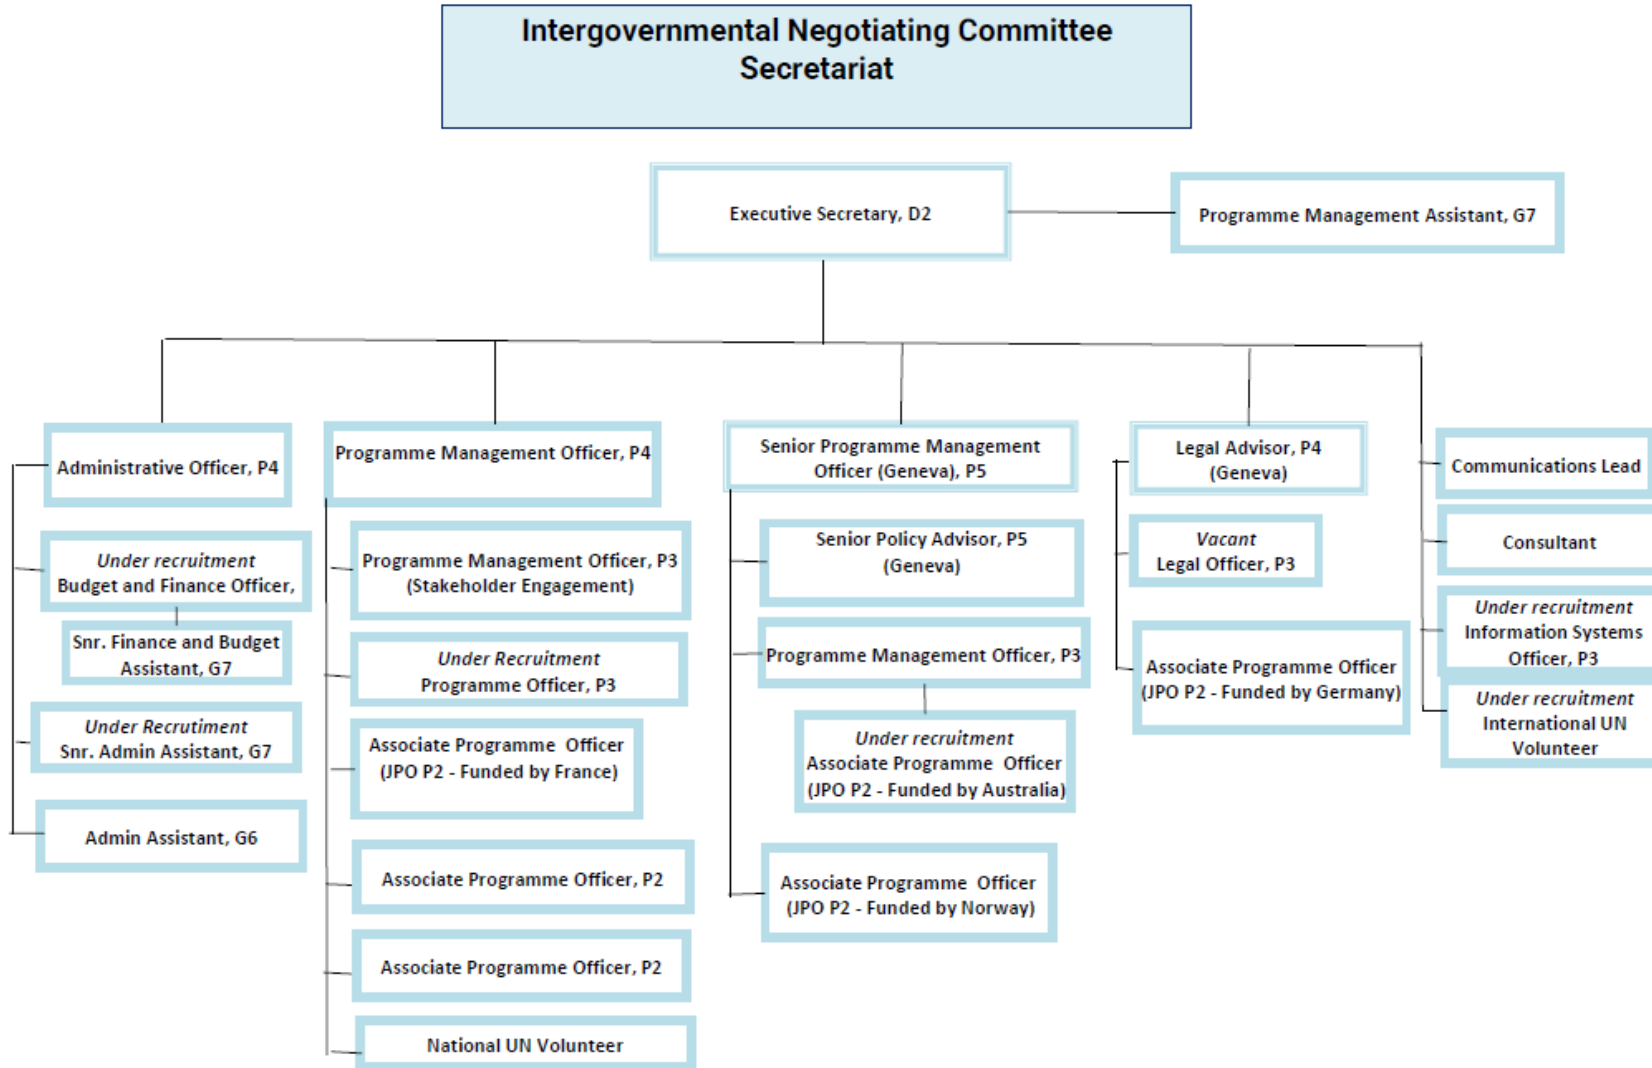 Intergovernmental Negotiating Committee
Secretariat
Executive Secretary, D2
Programme Management Assistant, G7
Administrative Officer, P4
Under recruitment
Budget and Finance Officer,
Snr. Finance and Budget
Assistant, G7
Under Recrutiment
Snr. Admin Assistant, G7
Admin Assistant, G6
Programme Management Officer, P4
Programme Management Officer, P3
(Stakeholder Engagement)
Under Recruitment
Programme Officer, P3
Associate Programme Officer
(JPO P2 - Funded by France)
Associate Programme Officer, P2
Associate Programme Officer, P2
National UN Volunteer
Senior Programme Management
Officer (Geneva), P5
Senior Policy Advisor, P5
(Geneva)
Programme Management Officer, P3
Under recruitment
Associate Programme Officer
(JPO P2 - Funded by Australia)
Associate Programme Officer
(JPO P2 - Funded by Norway)
Legal Advisor, P4
(Geneva)
Vacant
Legal Officer, P3
Associate Programme Officer
(JPO P2 - Funded by Germany)
Communications Lead
Consultant
Under recruitment
Information Systems
Officer, P3
Under recruitment
International UN
Volunteer